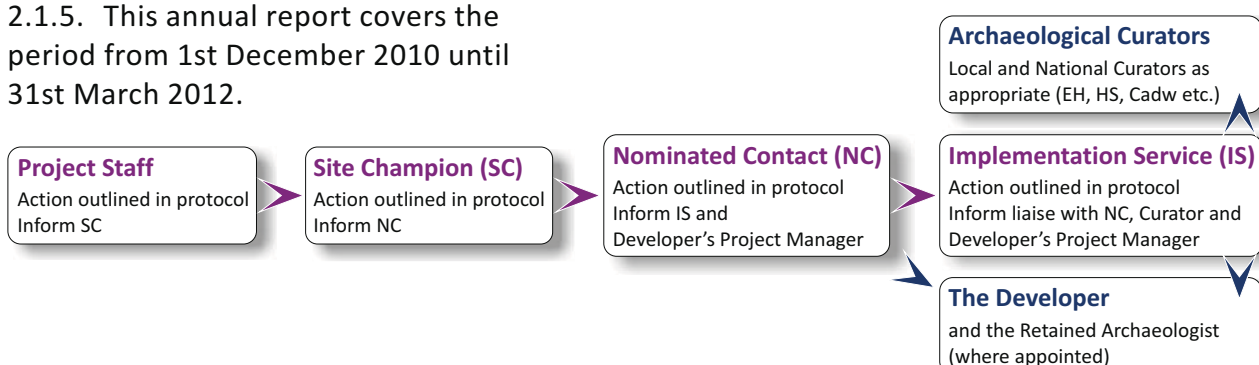 2.1.5. This annual report covers the
period from 1st December 2010 until
31st March 2012.
Project Staff
Action outlined in protocol
Inform SC
Site Champion (SC)
Action outlined in protocol
Inform NC
Nominated Contact (NC)
Action outlined in protocol
Inform IS and
Developer’s Project Manager
Archaeological Curators
Local and National Curators as
appropriate (EH, HS, Cadw etc.)
Implementation Service (IS)
Action outlined in protocol
Inform liaise with NC, Curator and
Developer’s Project Manager
The Developer
and the Retained Archaeologist
(where appointed)